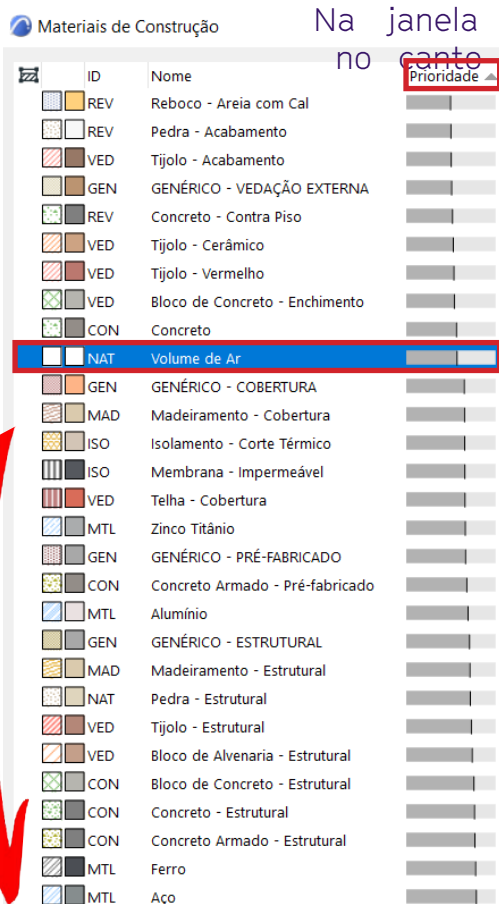 Materiais de Construção
Na janela
no canto
ID Nome Prioridade
REV Reboco - Areia com Cal
REV Pedra - Acabamento
VED Tijolo - Acabamento
GEN GENÉRICO - VEDAÇÃO EXTERNA
REV Concreto - Contra Piso
VED Tijolo - Cerâmico
VED Tijolo - Vermelho
VED Bloco de Concreto - Enchimento
CON Concreto
NAT Volume de Ar
GEN GENÉRICO - COBERTURA
MAD Madeiramento - Cobertura
ISO Isolamento - Corte Térmico
ISO Membrana - Impermeável
VED Telha - Cobertura
MTL Zinco Titânio
GEN GENÉRICO - PRÉ-FABRICADO
CON Concreto Armado - Pré-fabricado
MTL Alumínio
GEN GENÉRICO - ESTRUTURAL
MAD Madeiramento - Estrutural
NAT Pedra - Estrutural
VED Tijolo - Estrutural
VED Bloco de Alvenaria - Estrutural
CON Bloco de Concreto - Estrutural
CON Concreto - Estrutural
CON Concreto Armado - Estrutural
MTL Ferro
MTL Aço